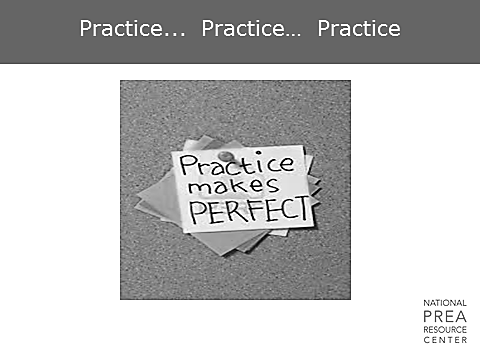 Practice... Practice... Practice
Practice
makes
PERFECT
NATIONAL
PREA
RESOURCE
CENTER